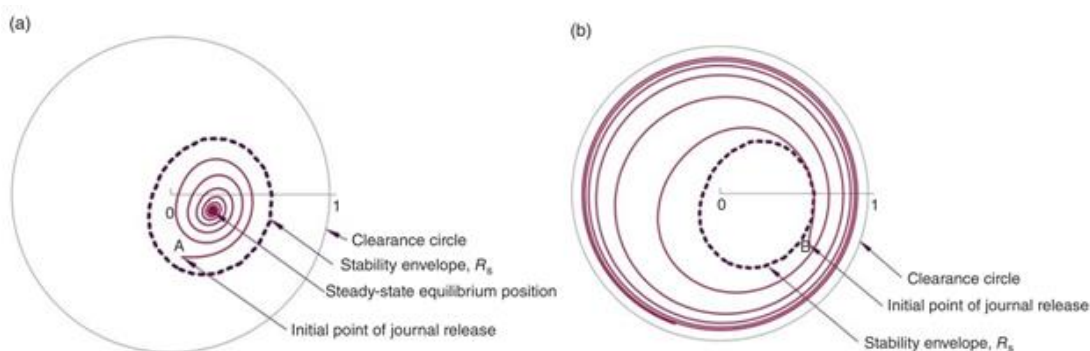 (a)
0
1
A
Clearance circle
Stability envelope, Rs
Steady-state equilibrium position
Initial point of journal release
(b)
0
1
B
Clearance circle
Initial point of journal release
Stability envelope, Rs